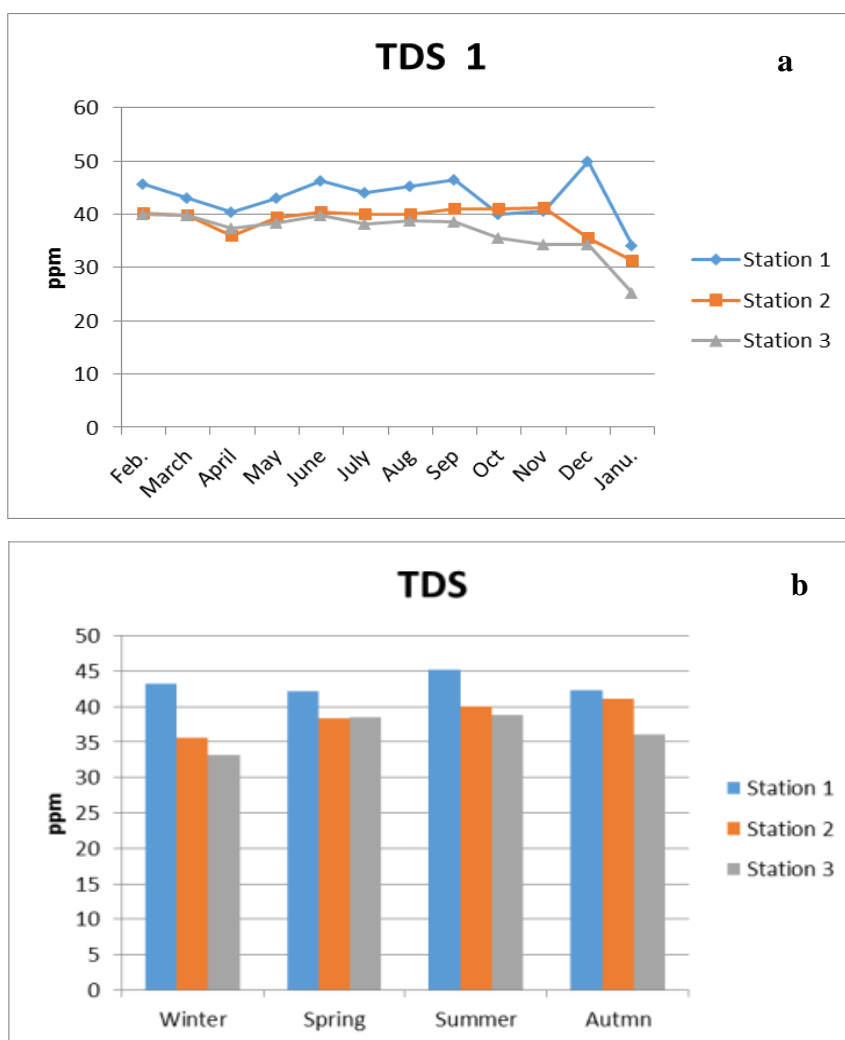 TDS 1
a
60
50
40
30
20
10
0
ppm
Feb.
March
April
May
June
July
Aug
Sep
Oct
Nov
Dec
Janu.
Station 1
Station 2
Station 3
TDS
b
50
45
40
35
30
25
20
15
10
5
0
ppm
Winter
Spring
Summer
Autmn
Station 1
Station 2
Station 3